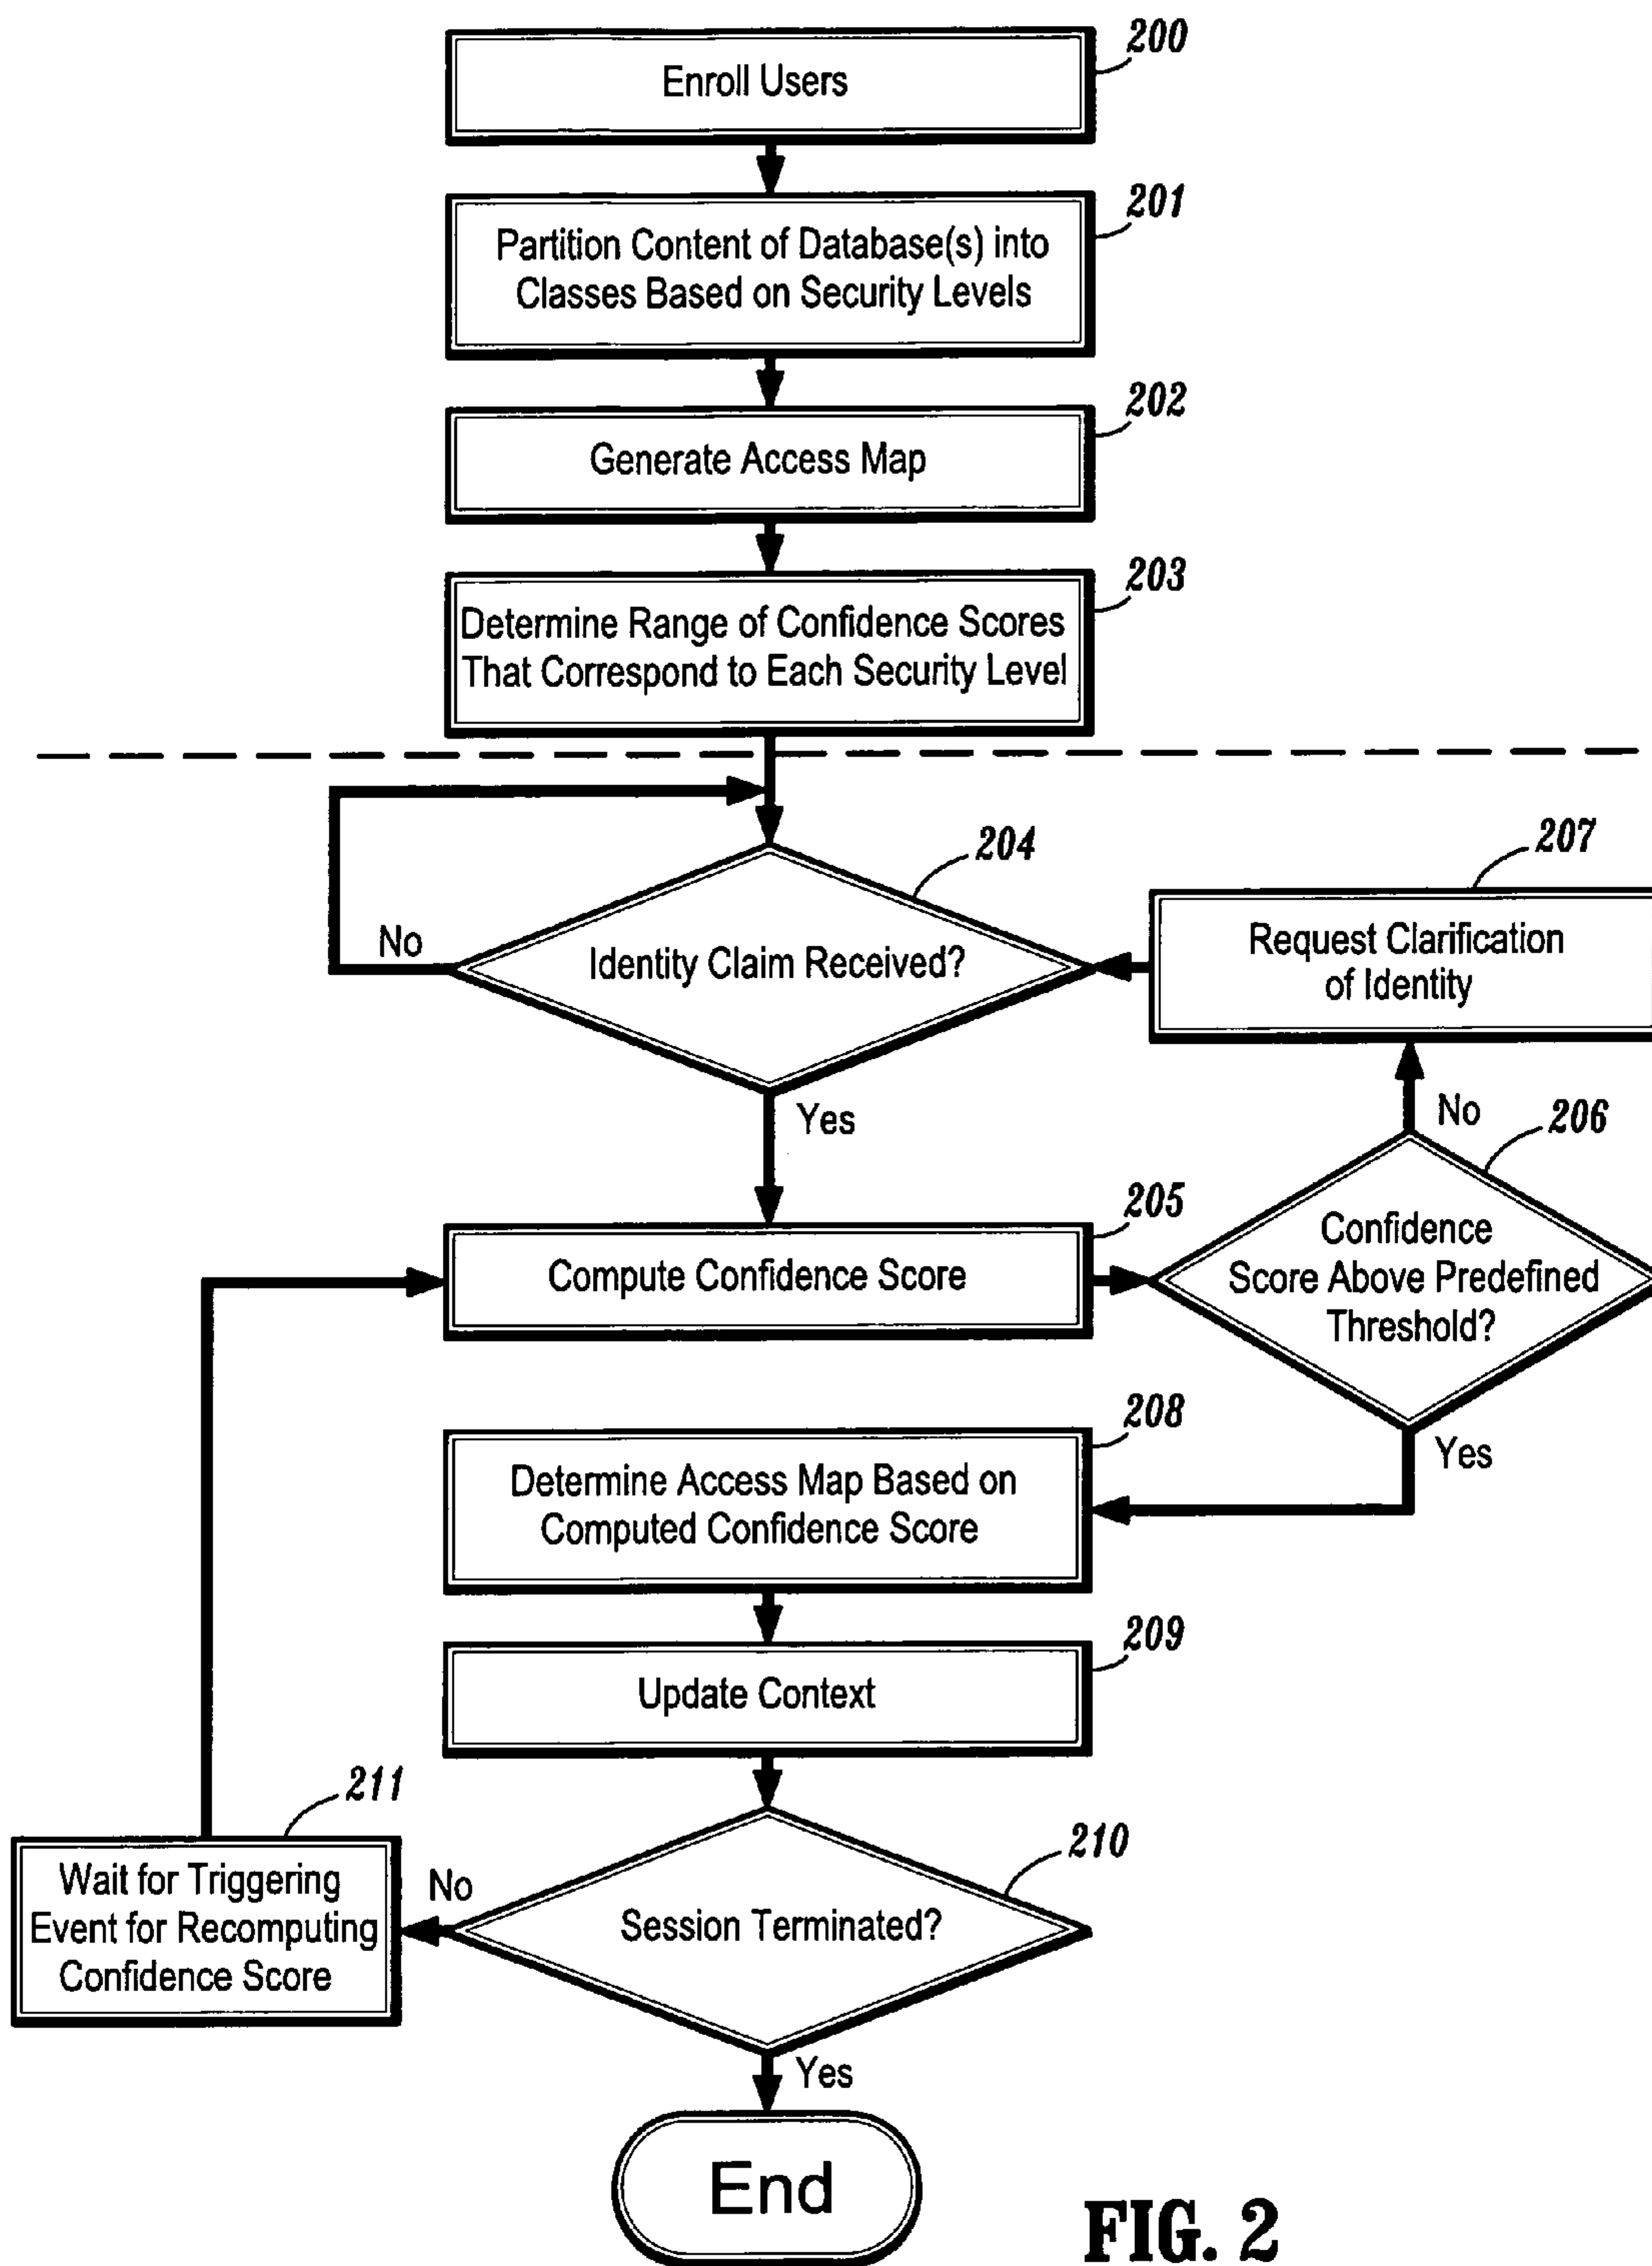 200
Enroll Users
201
Partition Content of Database(s) into
Classes Based on Security Levels
202
Generate Access Map
203
Determine Range of Confidence Scores
That Correspond to Each Security Level
204
207
No
Identity Claim Received?
Request Clarification
of Identity
Yes
No
206
205
Compute Confidence Score
Confidence
Score Above Predefined
Threshold?
208
Yes
Determine Access Map Based on
Computed Confidence Score
209
Update Context
211
210
Wait for Triggering
Event for Recomputing
Confidence Score
No
Session Terminated?
Yes
End
FIG. 2